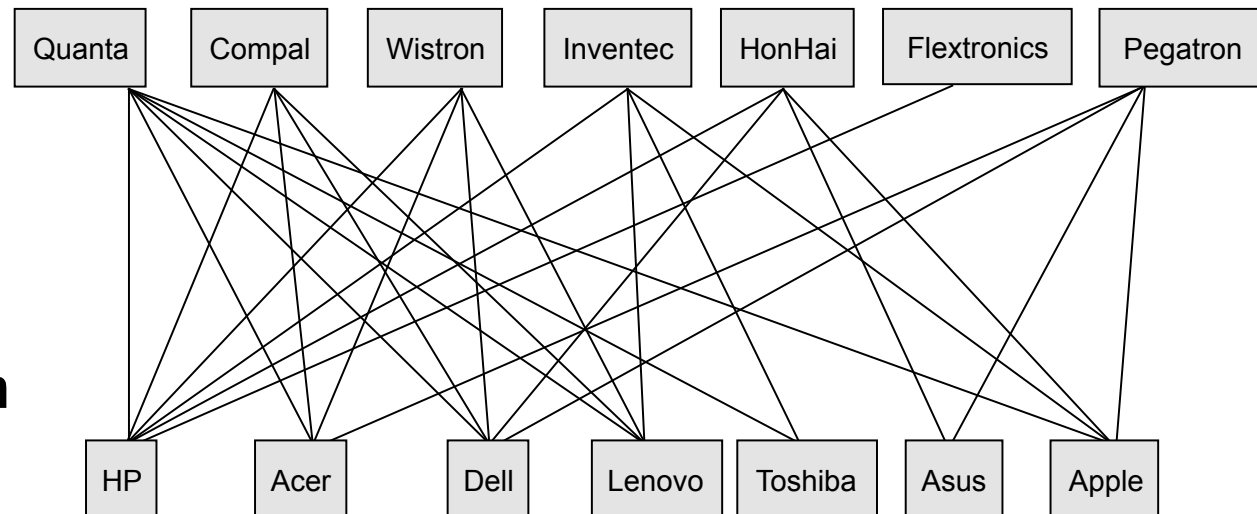 Quanta
Compal
Wistron
Inventec
HonHai
Flextronics
Pegatron
HP
Acer
Dell
Lenovo
Toshiba
Asus
Apple